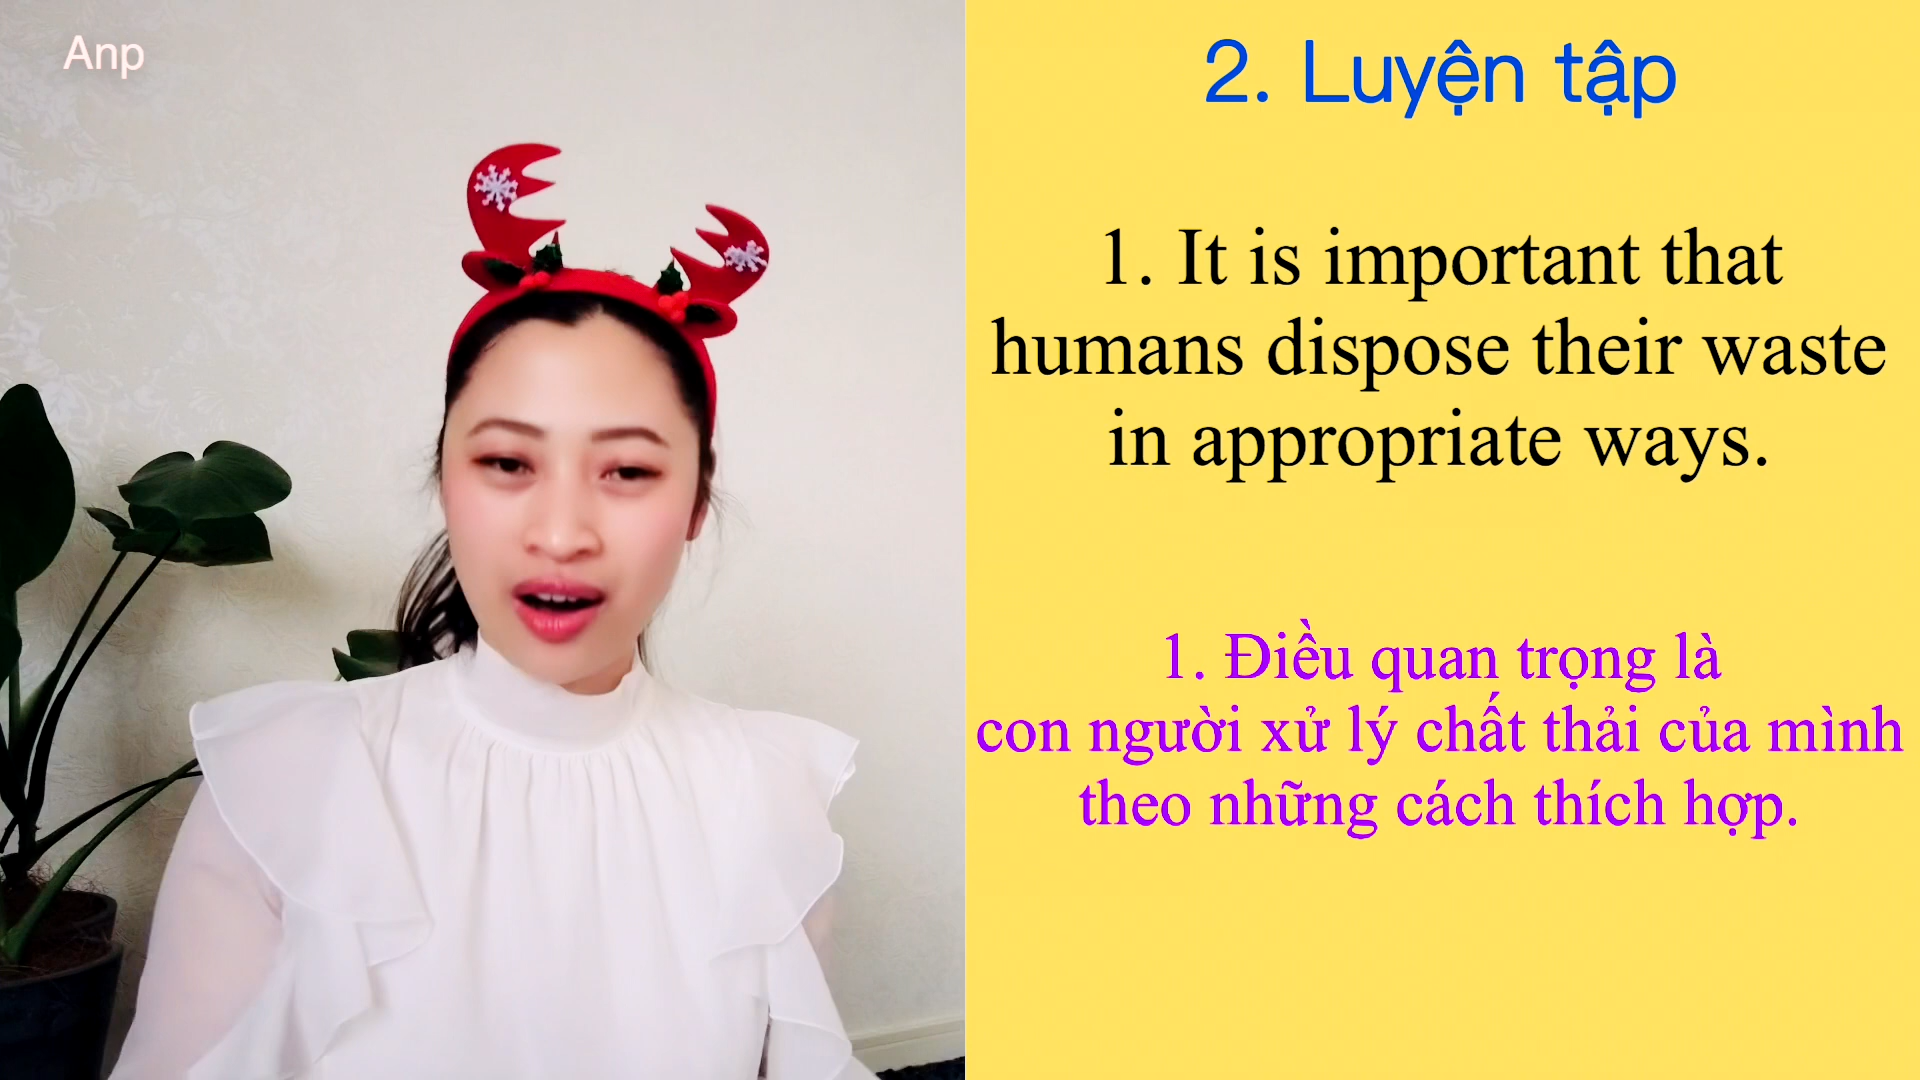 Anp
2. Luyện tập
1. It is important that
humans dispose their waste
in appropriate ways.
1. Điều quan trọng là
con người xử lý chất thải của mình
theo những cách thích hợp.